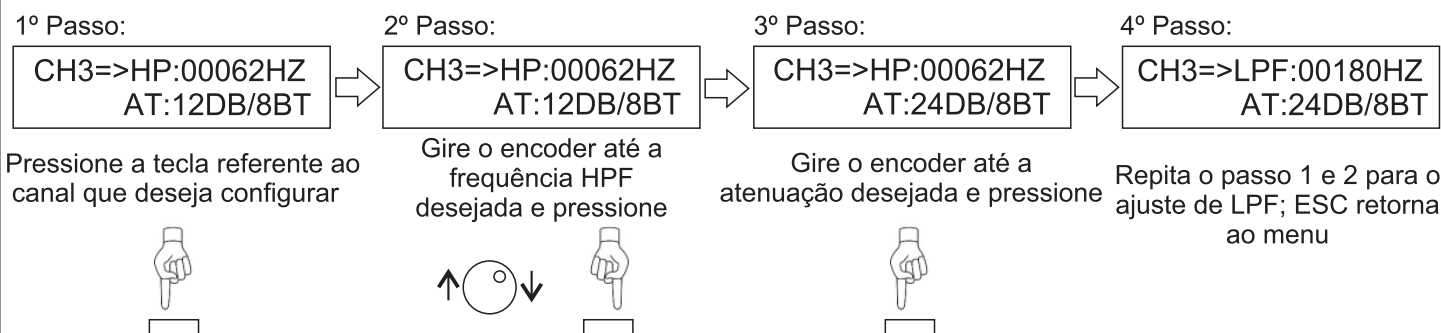 1º Passo:
CH3=>HP:00062HZ
AT:12DB/8BT
Pressione a tecla referente ao
canal que deseja configurar
2º Passo:
CH3=>HP:00062HZ
AT:12DB/8BT
Gire o encoder até a
frequência HPF
desejada e pressione
3º Passo:
CH3=>HP:00062HZ
AT:24DB/8BT
Gire o encoder até a
atenuação desejada e pressione
4º Passo:
CH3=>LPF:00180HZ
AT:24DB/8BT
Repita o passo 1 e 2 para o
ajuste de LPF; ESC retorna
ao menu